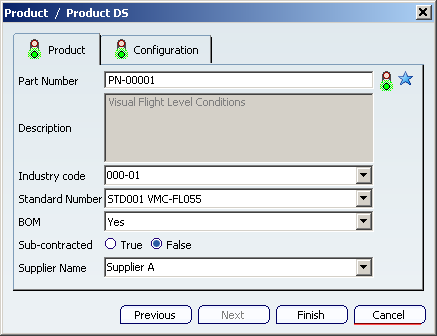 Product / Product DS
Product Configuration
Part Number PN-00001
Visual Flight Level Conditions
Description
Industry code 000-01
Standard Number STD001 VMC-FL055
BOM Yes
Sub-contracted True False
Supplier Name Supplier A
Previous Next Finish Cancel